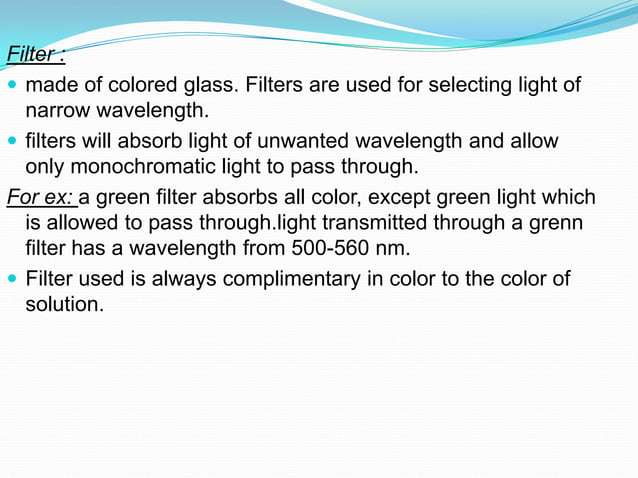 Filter :
made of colored glass. Filters are used for selecting light of
narrow wavelength.
filters will absorb light of unwanted wavelength and allow
only monochromatic light to pass through.
For ex: a green filter absorbs all color, except green light which
is allowed to pass through.light transmitted through a grenn
filter has a wavelength from 500-560 nm.
Filter used is always complimentary in color to the color of
solution.